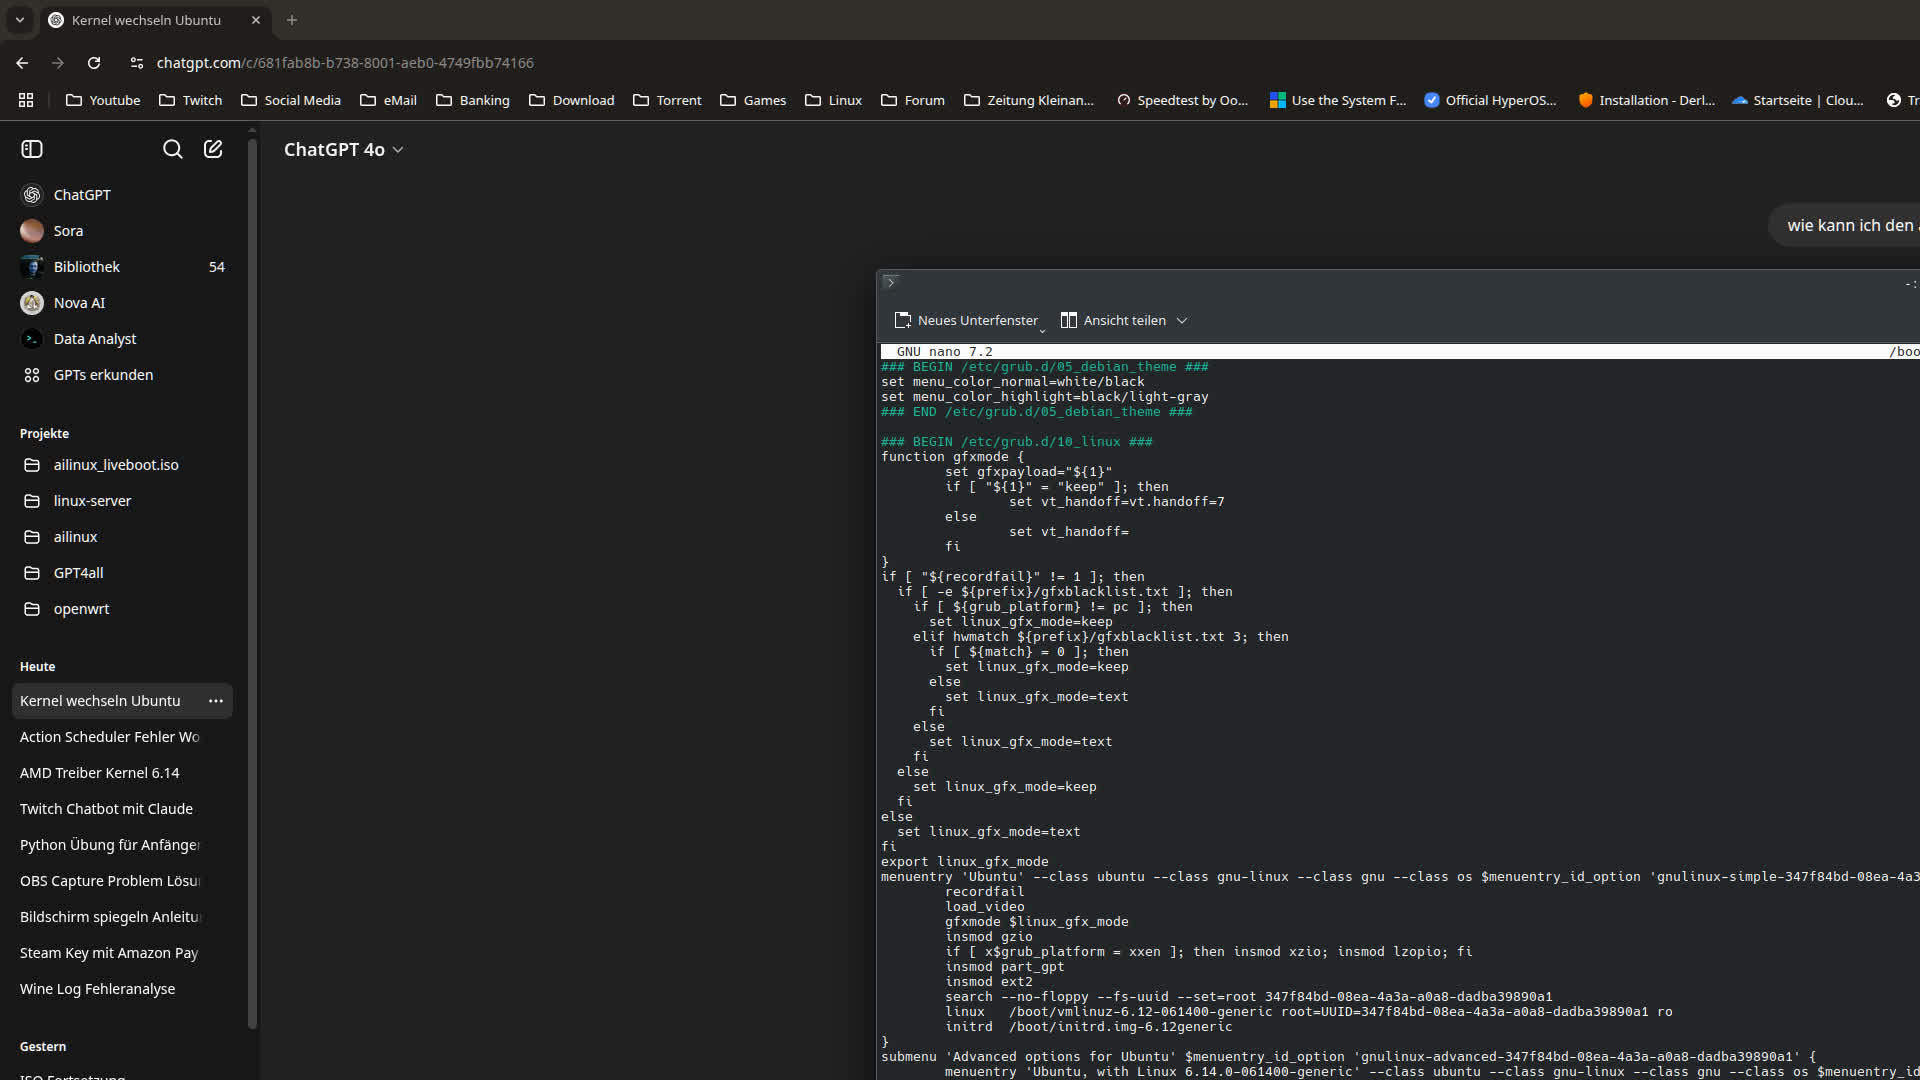 Kernel wechseln Ubuntu
chatgpt.com/c/681fab8b-b738-8001-aeb0-4749fbb74166
Youtube Twitch Social Media eMail Banking Download Torrent Games Linux Forum Zeitung Kleinan... Speedtest by Oo... Use the System F... Official HyperOS... Installation - Derl... Startseite | Clou... Tr
ChatGPT 4o
ChatGPT
Sora
Bibliothek 54
Nova AI
Data Analyst
GPTs erkunden
Projekte
ailinux_liveboot.iso
linux-server
ailinux
GPT4all
openwrt
Heute
Kernel wechseln Ubuntu
Action Scheduler Fehler Wo
AMD Treiber Kernel 6.14
Twitch Chatbot mit Claude
Python Übung für Anfänger
OBS Capture Problem Lösu
Bildschirm spiegeln Anleitu
Steam Key mit Amazon Pay
Wine Log Fehleranalyse
Gestern
ISO Fortsetzung
wie kann ich den
-:
Neues Unterfenster Ansicht teilen
GNU nano 7.2 /boo
### BEGIN /etc/grub.d/05_debian_theme ###
set menu_color_normal=white/black
set menu_color_highlight=black/light-gray
### END /etc/grub.d/05_debian_theme ###
### BEGIN /etc/grub.d/10_linux ###
function gfxmode {
set gfxpayload="${1}"
if [ "${1}" = "keep" ]; then
set vt_handoff=vt.handoff=7
else
set vt_handoff=
fi
}
if [ "${recordfail}" != 1 ]; then
if [ -e ${prefix}/gfxblacklist.txt ]; then
if [ ${grub_platform} != pc ]; then
set linux_gfx_mode=keep
elif hwmatch ${prefix}/gfxblacklist.txt 3; then
if [ ${match} = 0 ]; then
set linux_gfx_mode=keep
else
set linux_gfx_mode=text
fi
else
set linux_gfx_mode=text
fi
else
set linux_gfx_mode=keep
fi
else
set linux_gfx_mode=text
fi
export linux_gfx_mode
menuentry 'Ubuntu' --class ubuntu --class gnu-linux --class gnu --class os $menuentry_id_option 'gnulinux-simple-347f84bd-08ea-4a3
recordfail
load_video
gfxmode $linux_gfx_mode
insmod gzio
if [ x$grub_platform = xxen ]; then insmod xzio; insmod lzopio; fi
insmod part_gpt
insmod ext2
search --no-floppy --fs-uuid --set=root 347f84bd-08ea-4a3a-a0a8-dadba39890a1
linux /boot/vmlinuz-6.12-061400-generic root=UUID=347f84bd-08ea-4a3a-a0a8-dadba39890a1 ro
initrd /boot/initrd.img-6.12generic
}
submenu 'Advanced options for Ubuntu' $menuentry_id_option 'gnulinux-advanced-347f84bd-08ea-4a3a-a0a8-dadba39890a1' {
menuentry 'Ubuntu, with Linux 6.14.0-061400-generic' --class ubuntu --class gnu-linux --class gnu --class os $menuentry_id